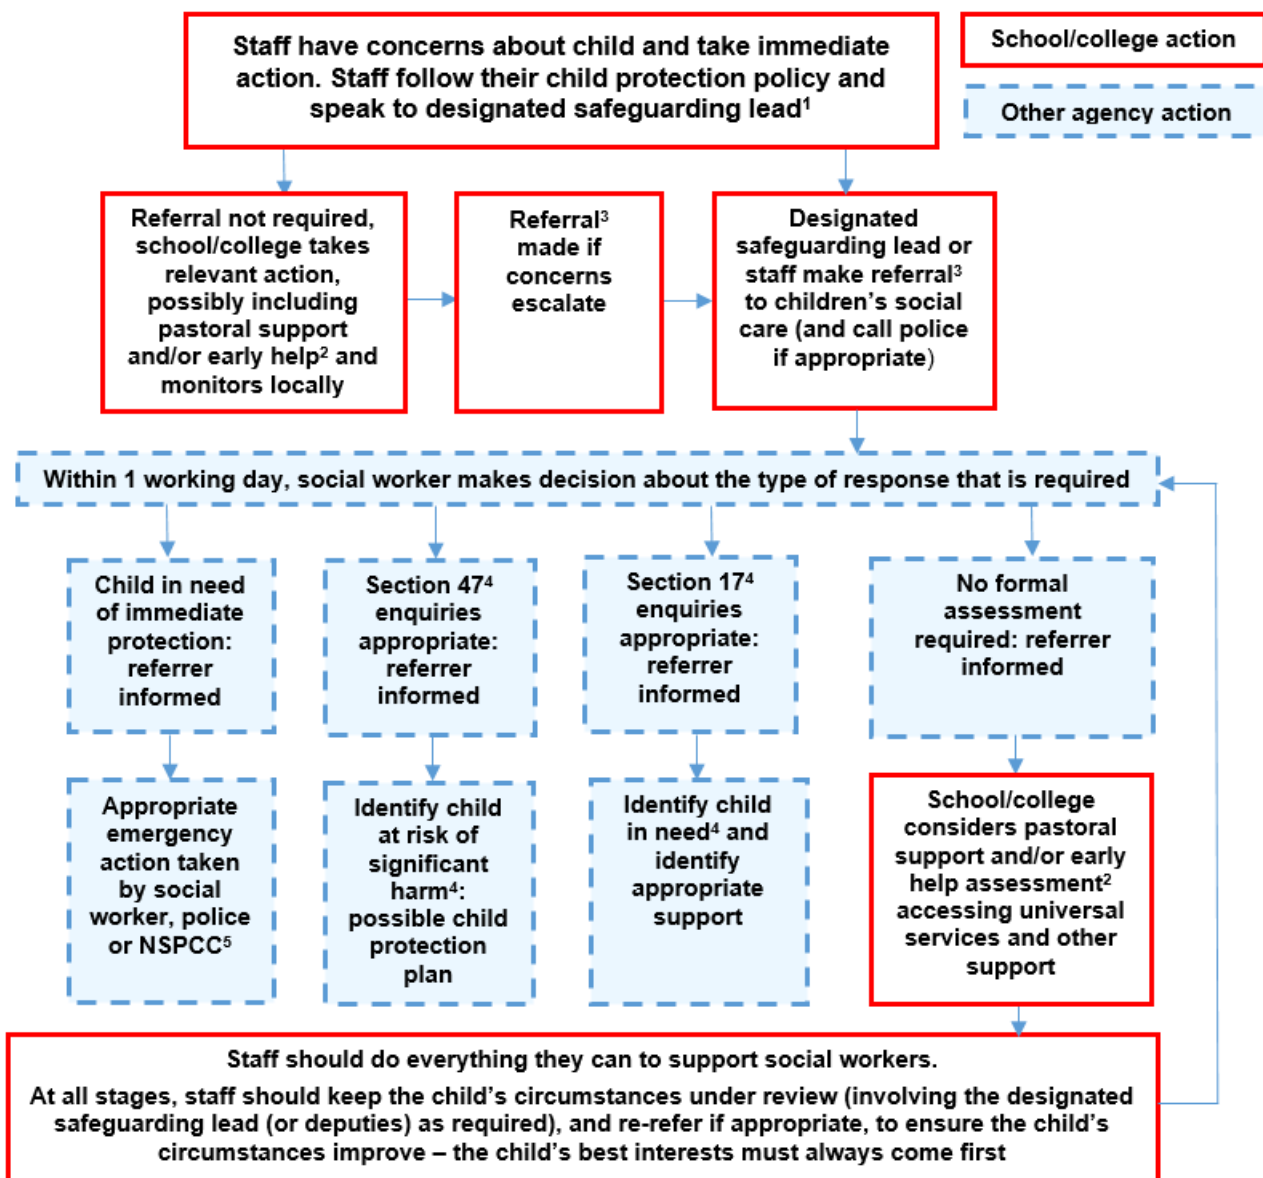 Staff have concerns about child and take immediate
action. Staff follow their child protection policy and
speak to designated safeguarding lead¹
School/college action
Other agency action
Referral not required,
school/college takes
relevant action,
possibly including
pastoral support
and/or early help² and
monitors locally
Referral³
made if
concerns
escalate
Designated
safeguarding lead or
staff make referral³
to children’s social
care (and call police
if appropriate)
Within 1 working day, social worker makes decision about the type of response that is required
Child in need
of immediate
protection:
referrer
informed
Section 47⁴
enquiries
appropriate:
referrer
informed
Section 17⁴
enquiries
appropriate:
referrer
informed
No formal
assessment
required: referrer
informed
Appropriate
emergency
action taken
by social
worker, police
or NSPCC⁵
Identify child
at risk of
significant
harm⁴:
possible child
protection
plan
Identify child
in need⁴ and
identify
appropriate
support
School/college
considers pastoral
support and/or early
help assessment²
accessing universal
services and other
support
Staff should do everything they can to support social workers.
At all stages, staff should keep the child’s circumstances under review (involving the designated
safeguarding lead (or deputies) as required), and re-refer if appropriate, to ensure the child’s
circumstances improve – the child’s best interests must always come first